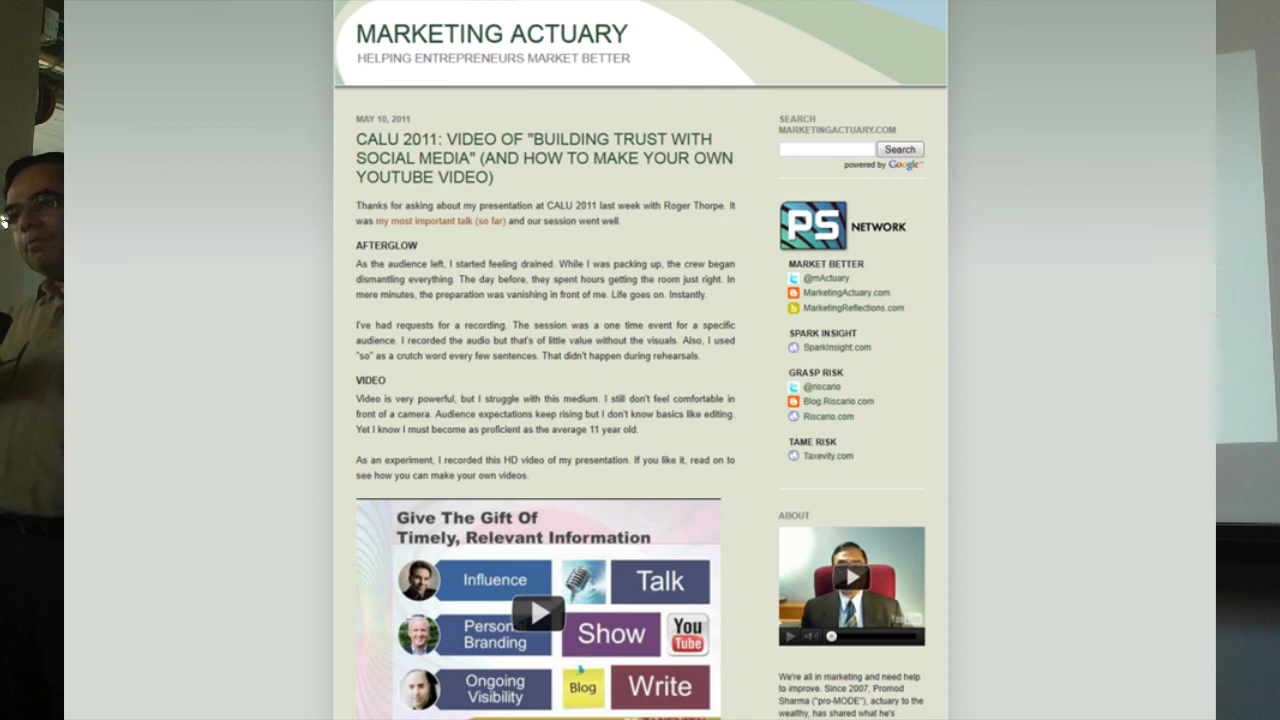 MARKETING ACTUARY
HELPING ENTREPRENEURS MARKET BETTER
MAY 10, 2011
CALU 2011: VIDEO OF "BUILDING TRUST WITH
SOCIAL MEDIA" (AND HOW TO MAKE YOUR OWN
YOUTUBE VIDEO)
Thanks for asking about my presentation at CALU 2011 last week with Roger Thorpe. It
was my most important talk (so far) and our session went well.
AFTERGLOW
As the audience left, I started feeling drained. While I was packing up, the crew began
dismantling everything. The day before, they spent hours getting the room just right. In
mere minutes, the preparation was vanishing in front of me. Life goes on. Instantly.
I've had requests for a recording. The session was a one time event for a specific
audience. I recorded the audio but that's of little value without the visuals. Also, I used
"so" as a crutch word every few sentences. That didn't happen during rehearsals.
VIDEO
Video is very powerful, but I struggle with this medium. I still don't feel comfortable in
front of a camera. Audience expectations keep rising but I don't know basics like editing.
Yet I know I must become as proficient as the average 11 year old.
As an experiment, I recorded this HD video of my presentation. If you like it, read on to
see how you can make your own videos.
Give The Gift Of
Timely, Relevant Information
Influence
Talk
Personal
Branding
Show
You
Tube
Ongoing
Visibility
Blog
Write
SEARCH
MARKETINGACTUARY.COM
Search
powered by Google™
PS NETWORK
MARKET BETTER
@mActuary
MarketingActuary.com
MarketingReflections.com
SPARK INSIGHT
SparkInsight.com
GRASP RISK
@riscario
Blog.Riscario.com
Riscario.com
TAME RISK
Taxevity.com
ABOUT
YouTube
We're all in marketing and need help
to improve. Since 2007, Promod
Sharma ("pro-MODE"), actuary to the
wealthy, has shared what he's